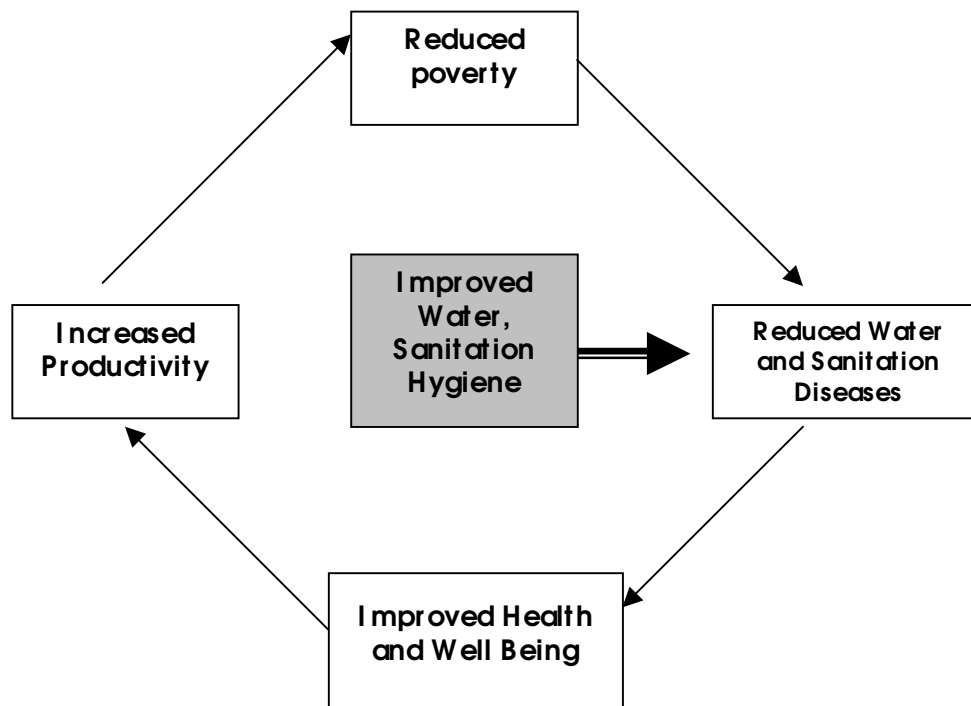 Reduced
poverty
Improved
Water,
Sanitation
Hygiene
Increased
Productivity
Reduced Water
and Sanitation
Diseases
Improved Health
and Well Being